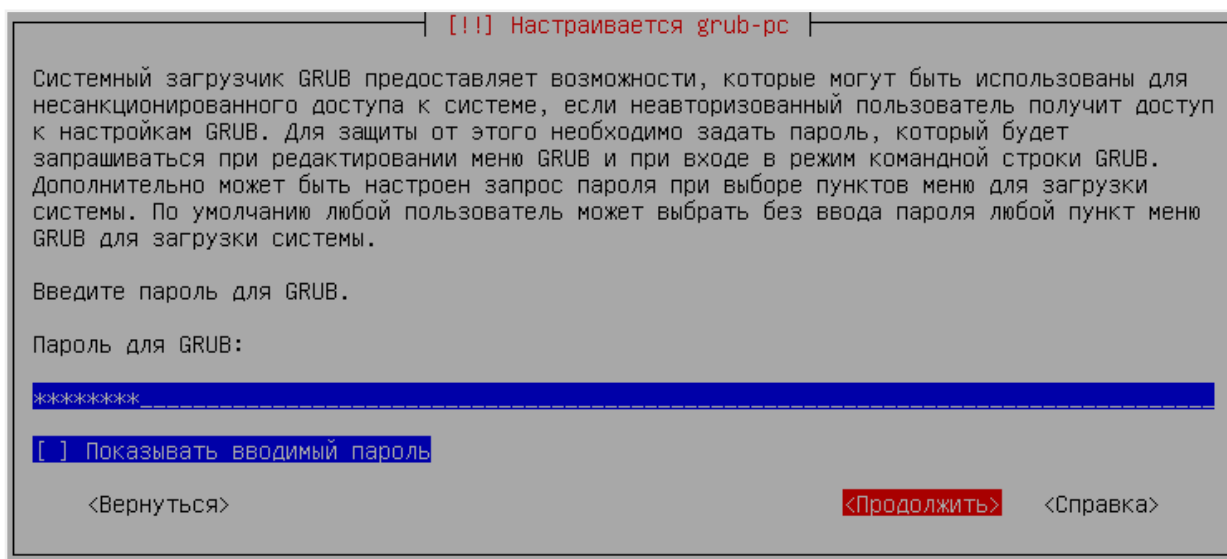 [!!] Настраивается grub-pc
Системный загрузчик GRUB предоставляет возможности, которые могут быть использованы для
несанкционированного доступа к системе, если неавторизованный пользователь получит доступ
к настройкам GRUB. Для защиты от этого необходимо задать пароль, который будет
запрашиваться при редактировании меню GRUB и при входе в режим командной строки GRUB.
Дополнительно может быть настроен запрос пароля при выборе пунктов меню для загрузки
системы. По умолчанию любой пользователь может выбрать без ввода пароля любой пункт меню
GRUB для загрузки системы.
Введите пароль для GRUB.
Пароль для GRUB:
********
[ ] Показывать вводимый пароль
<Вернуться> <Продолжить> <Справка>